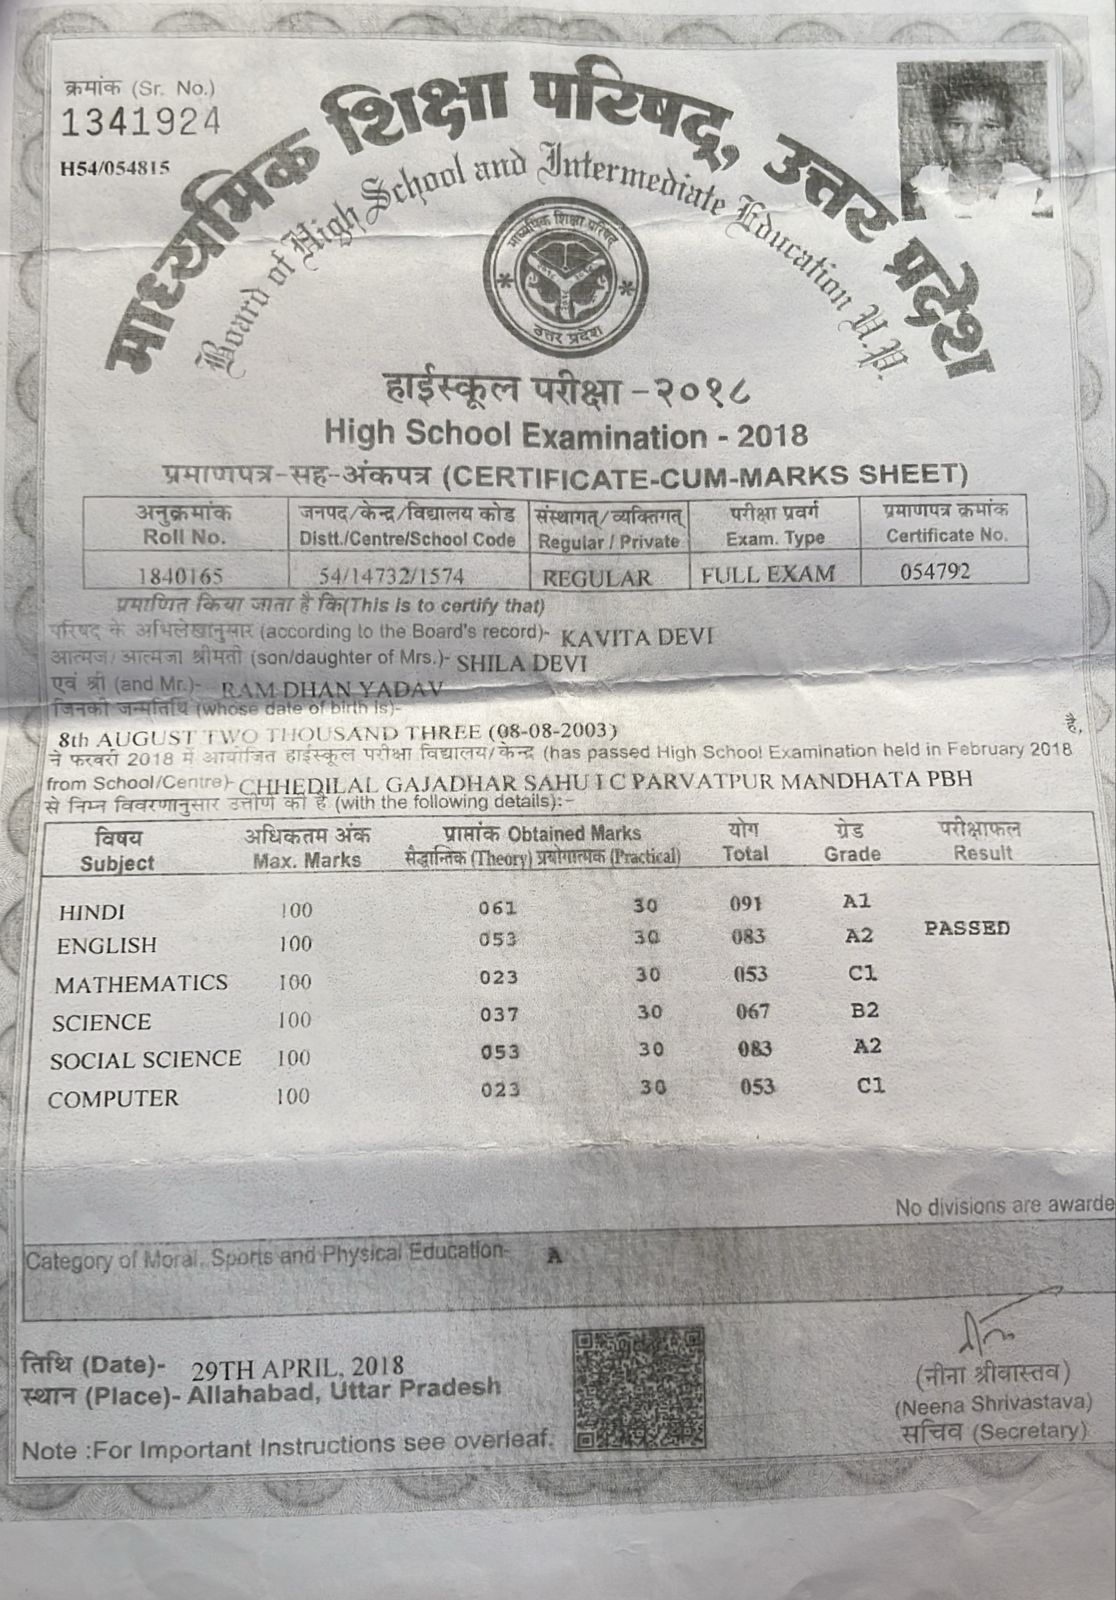 क्रमांक (Sr. No.)
1341924
H54/054815
माध्यमिक शिक्षा परिषद्, उत्तर प्रदेश
Board of High School and Intermediate Education U.P.
माध्यमिक शिक्षा परिषद
उत्तर प्रदेश
हाईस्कूल परीक्षा - २०१८
High School Examination - 2018
प्रमाणपत्र-सह-अंकपत्र (CERTIFICATE-CUM-MARKS SHEET)
अनुक्रमांक जनपद/केन्द्र/विद्यालय कोड संस्थागत्/व्यक्तिगत् परीक्षा प्रवर्ग प्रमाणपत्र क्रमांक
Roll No. Distt./Centre/School Code Regular / Private Exam. Type Certificate No.
1840165 54/14732/1574 REGULAR FULL EXAM 054792
प्रमाणित किया जाता है कि(This is to certify that)
परिषद के अभिलेखानुसार (according to the Board's record)- KAVITA DEVI
आत्मज/आत्मजा श्रीमती (son/daughter of Mrs.)- SHILA DEVI
एवं श्री (and Mr.)- RAM DHAN YADAV
जिनकी जन्मतिथि (whose date of birth is)-
8th AUGUST TWO THOUSAND THREE (08-08-2003) है,
ने फरवरी 2018 में आयोजित हाईस्कूल परीक्षा विद्यालय/केन्द्र (has passed High School Examination held in February 2018
from School/Centre)- CHHEDILAL GAJADHAR SAHU I C PARVATPUR MANDHATA PBH
से निम्न विवरणानुसार उत्तीर्ण की है (with the following details):-
विषय अधिकतम अंक प्राप्तांक Obtained Marks योग ग्रेड परीक्षाफल
Subject Max. Marks सैद्धान्तिक (Theory) प्रयोगात्मक (Practical) Total Grade Result
HINDI 100 061 30 091 A1
ENGLISH 100 053 30 083 A2 PASSED
MATHEMATICS 100 023 30 053 C1
SCIENCE 100 037 30 067 B2
SOCIAL SCIENCE 100 053 30 083 A2
COMPUTER 100 023 30 053 C1
No divisions are awarde
Category of Moral, Sports and Physical Education- A
तिथि (Date)- 29TH APRIL, 2018
स्थान (Place)- Allahabad, Uttar Pradesh
(नीना श्रीवास्तव)
(Neena Shrivastava)
सचिव (Secretary)
Note :For Important Instructions see overleaf.